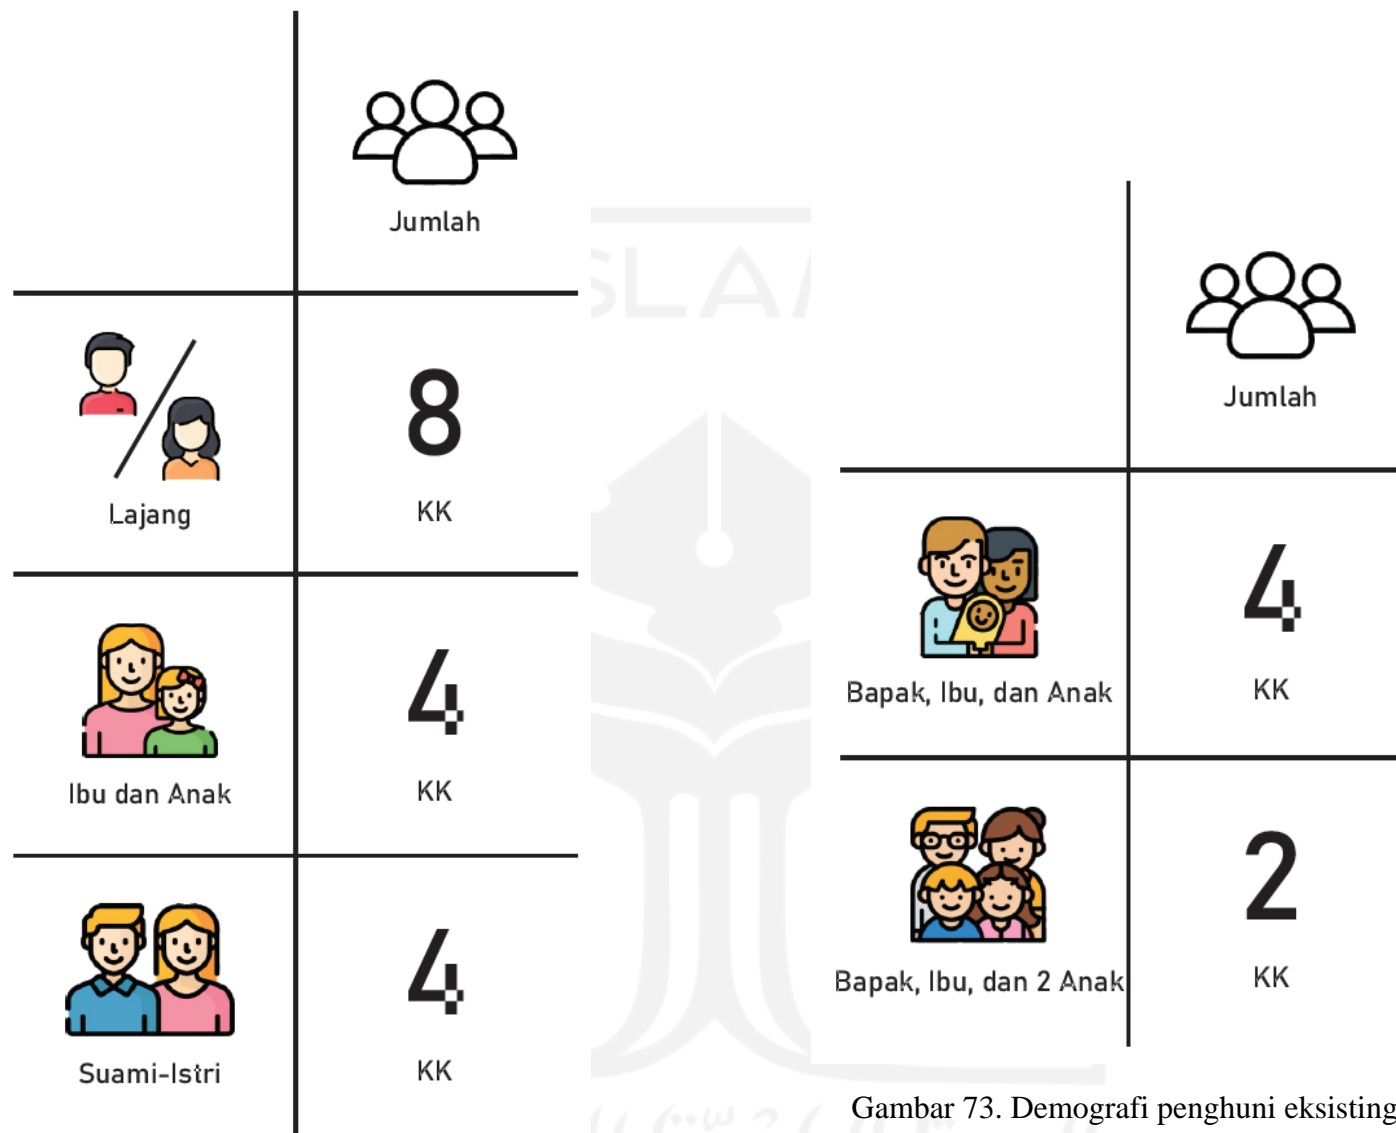 Jumlah
8
Lajang
KK
4
Ibu dan Anak
KK
4
Suami-Istri
KK
Jumlah
4
Bapak, Ibu, dan Anak
KK
2
Bapak, Ibu, dan 2 Anak
KK
Gambar 73. Demografi penghuni eksisting